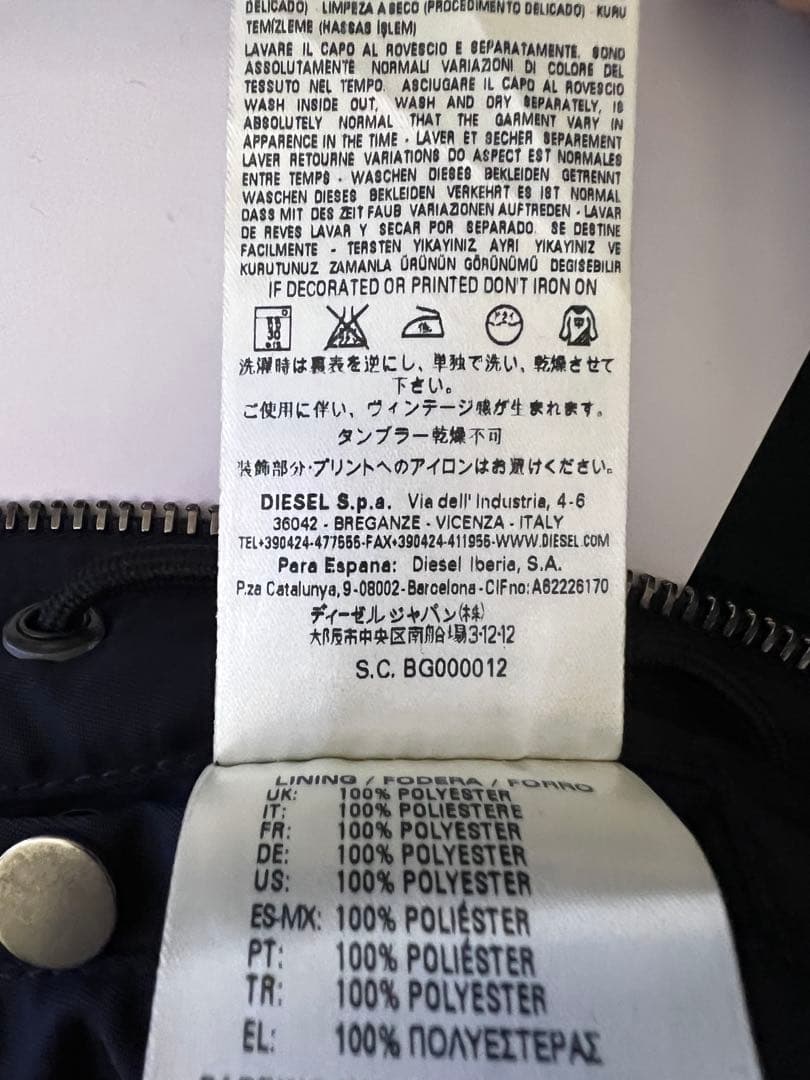 DELICADO) LIMPEZA A SECO (PROCEDIMENTO DELICADO) KURU
TEMİZLEME (HASSAS İŞLEM)
LAVARE IL CAPO AL ROVESCIO E SEPARATAMENTE. SONO
ASSOLUTAMENTE NORMALI VARIAZIONI DI COLORE DEL
TESSUTO NEL TEMPO. ASCIUGARE IL CAPO AL ROVESCIO
WASH INSIDE OUT, WASH AND DRY SEPARATELY, IS
ABSOLUTELY NORMAL THAT THE GARMENT VARY IN
APPARENCE IN THE TIME - LAVER ET SECHER SEPAREMENT
LAVER RETOURNE VARIATIONS DO ASPECT EST NORMALES
ENTRE TEMPS - WASCHEN DIESES BEKLEIDEN GETRENNT
WASCHEN DIESES BEKLEIDEN VERKEHRT ES IST NORMAL
DASS MIT DES ZEIT FAUB VARIAZIONEN AUFTREDEN - LAVAR
DE REVES LAVAR Y SECAR POR SEPARADO. SE DESTINE
FACILMENTE - TERSTEN YIKAYINIZ AYRI YIKAYINIZ VE
KURUTUNUZ ZAMANLA ÜRÜNÜN GÖRÜNÜMÜ DEGISEBILIR
IF DECORATED OR PRINTED DON'T IRON ON
洗濯時は裏表を逆にし、単独で洗い、乾燥させて
下さい。
ご使用に伴い、ヴィンテージ感が生まれます。
タンブラー乾燥不可
装飾部分・プリントへのアイロンはお避けください。
DIESEL S.p.a. Via dell' Industria, 4-6
36042 - BREGANZE - VICENZA - ITALY
TEL+390424-477555-FAX+390424-411955-WWW.DIESEL.COM
Para Espana: Diesel Iberia, S.A.
P.za Catalunya,9-08002-Barcelona-CIFno:A62226170
ディーゼルジャパン(株)
大阪市中央区南船場3-12-12
S.C. BG000012
LINING / FODERA / FORRO
UK: 100% POLYESTER
IT: 100% POLIESTERE
FR: 100% POLYESTER
DE: 100% POLYESTER
US: 100% POLYESTER
ES-MX: 100% POLIÉSTER
PT: 100% POLIÉSTER
TR: 100% POLYESTER
EL: 100% ΠΟΛΥΕΣΤΕΡΑΣ